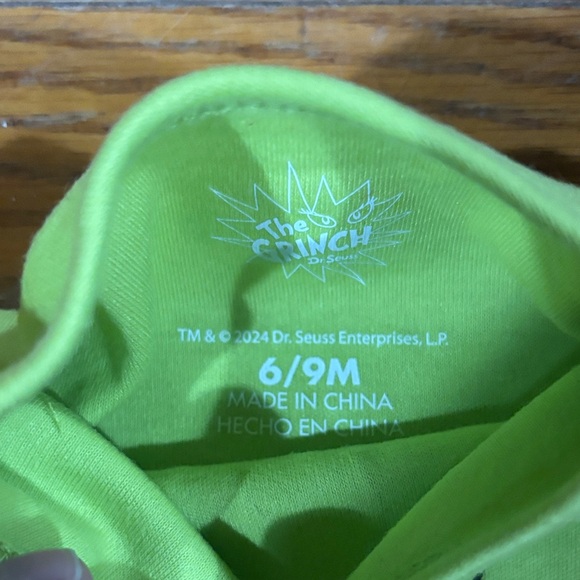 The
GRINCH
Dr. Seuss
TM & © 2024 Dr. Seuss Enterprises, L.P.
6/9M
MADE IN CHINA
HECHO EN CHINA